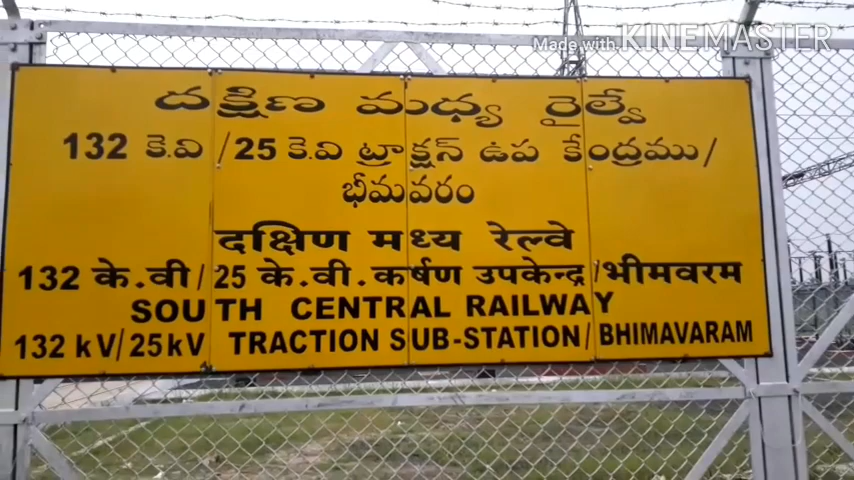 Made with KINEMASTER
దక్షిణ మధ్య రైల్వే
132 కె.వి /25 కె.వి ట్రాక్షన్ ఉప కేంద్రము/
భీమవరం
दक्षिण मध्य रेल्वे
132 के.वी/25 के.वी.कर्षण उपकेन्द्र/भीमवरम
SOUTH CENTRAL RAILWAY
132 kV/25kV TRACTION SUB-STATION/BHIMAVARAM